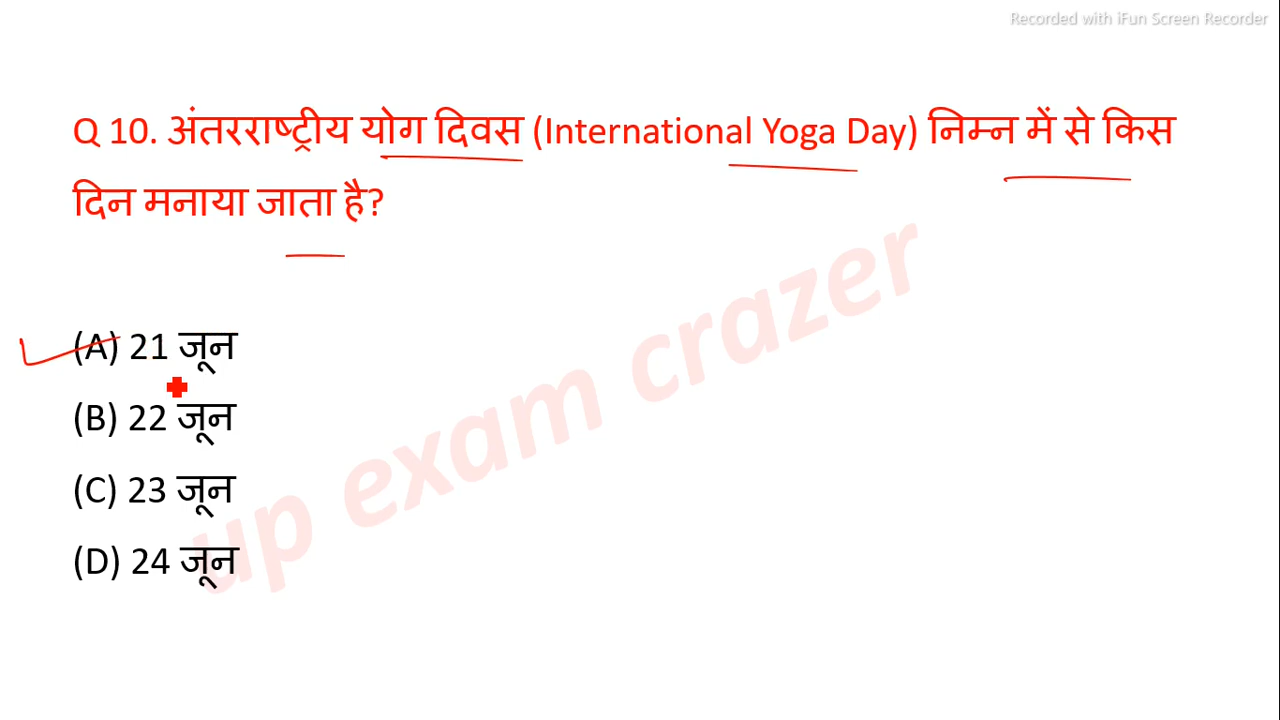 Recorded with iFun Screen Recorder
Q 10. अंतरराष्ट्रीय योग दिवस (International Yoga Day) निम्न में से किस
दिन मनाया जाता है?
(A) 21 जून
(B) 22 जून
(C) 23 जून
(D) 24 जून
up exam crazer